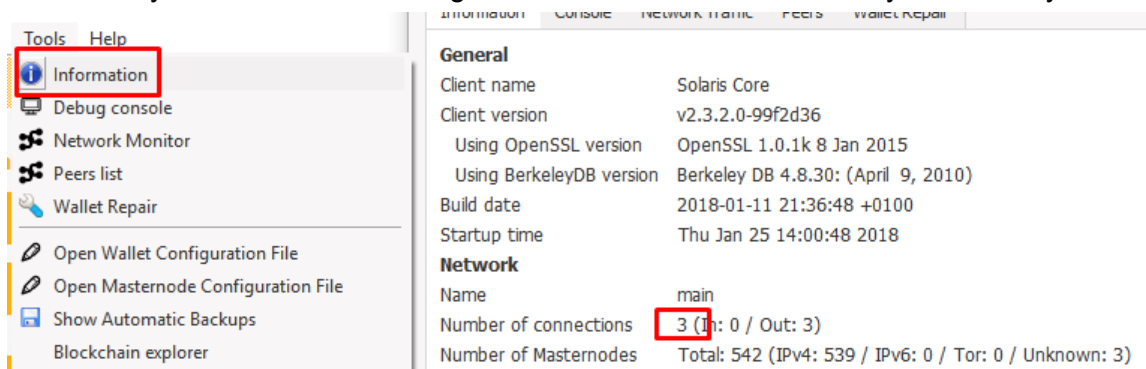 Tools Help
Information
Debug console
Network Monitor
Peers list
Wallet Repair
Open Wallet Configuration File
Open Masternode Configuration File
Show Automatic Backups
Blockchain explorer
Information Console Network Traffic Peers Wallet Repair
General
Client name Solaris Core
Client version v2.3.2.0-99f2d36
Using OpenSSL version OpenSSL 1.0.1k 8 Jan 2015
Using BerkeleyDB version Berkeley DB 4.8.30: (April 9, 2010)
Build date 2018-01-11 21:36:48 +0100
Startup time Thu Jan 25 14:00:48 2018
Network
Name main
Number of connections 3 (In: 0 / Out: 3)
Number of Masternodes Total: 542 (IPv4: 539 / IPv6: 0 / Tor: 0 / Unknown: 3)